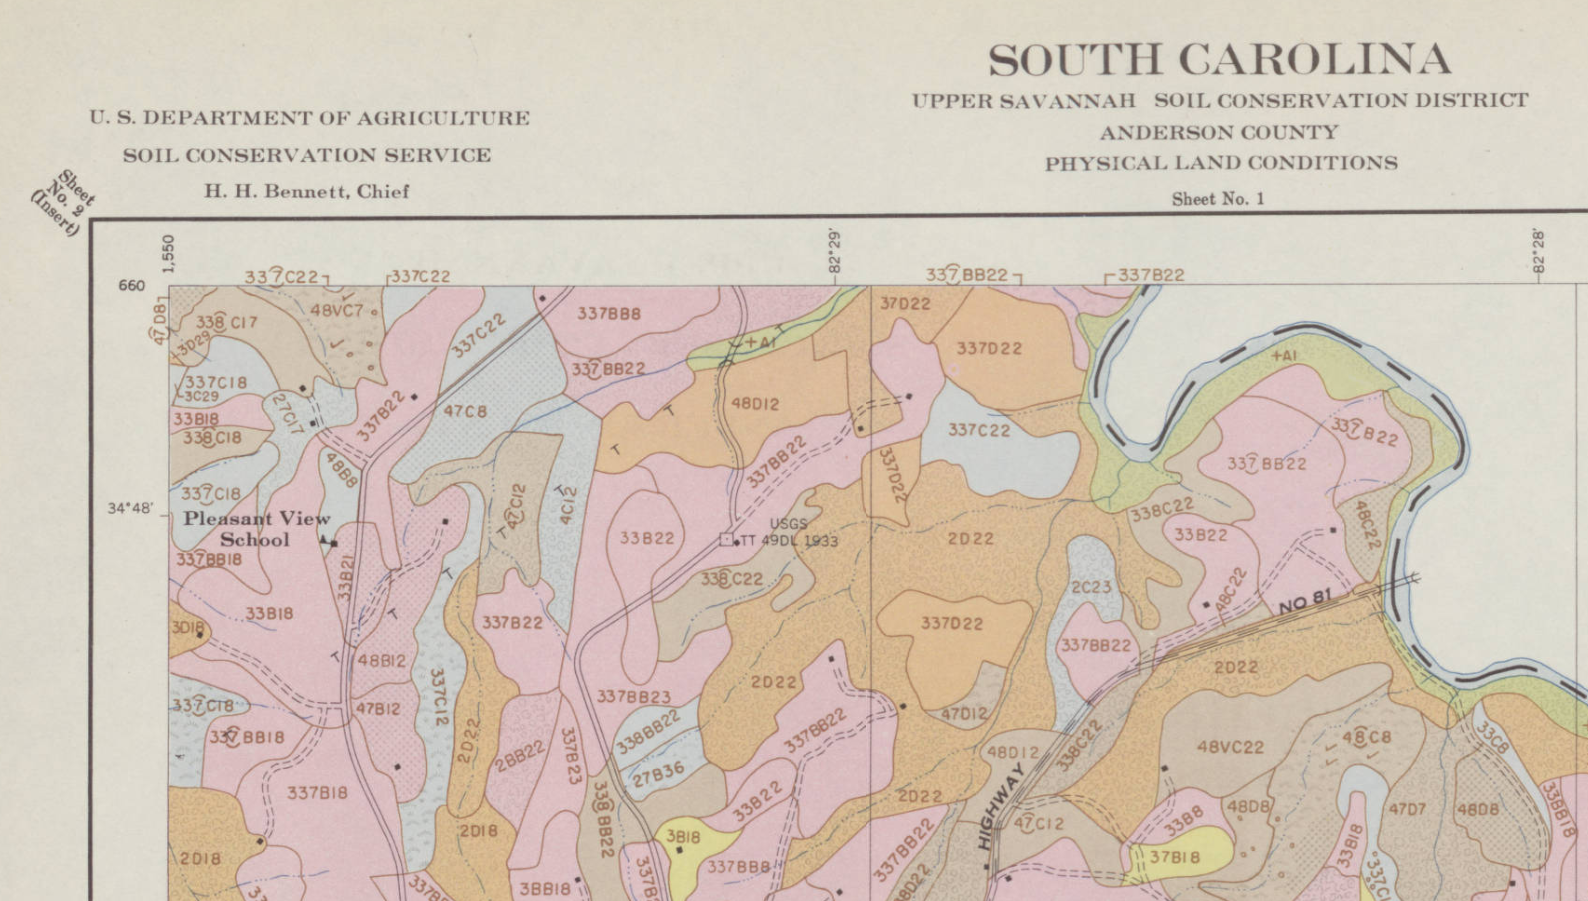 SOUTH CAROLINA
UPPER SAVANNAH SOIL CONSERVATION DISTRICT
ANDERSON COUNTY
PHYSICAL LAND CONDITIONS
Sheet No. 1
U. S. DEPARTMENT OF AGRICULTURE
SOIL CONSERVATION SERVICE
H. H. Bennett, Chief
Sheet
No. 2
(Insert)
1,550
82°29'
82°28'
337C22
337C22
337BB22
337B22
660
47D8
338C17
48VC7
337C22
337BB8
37D22
3D29
+A1
337D22
+A1
337BB22
337C18
3C29
27C17
337B22
47C8
48D12
33B18
338C18
337C22
337B22
48B8
337BB22
337D22
337BB22
337C18
47C12
4C12
34°48'
Pleasant View
School
33B22
USGS
TT 49DL 1933
2D22
338C22
33B22
48C22
337BB18
33B21
338C22
2C23
48C22
33B18
337B22
337D22
NO 81
3D18
48B12
337BB22
2D22
337C18
47B12
337C12
337BB23
2D22
47D12
337BB18
2D22
2BB22
337B23
338BB22
337BB22
48D12
338C22
48VC22
48C8
33C8
27B36
337B18
338BB22
33B22
2D22
HIGHWAY
47C12
33B8
48D8
47D7
48D8
33BB18
2D18
2D18
3B18
337BB8
337BB22
37B18
33B18
3BB18